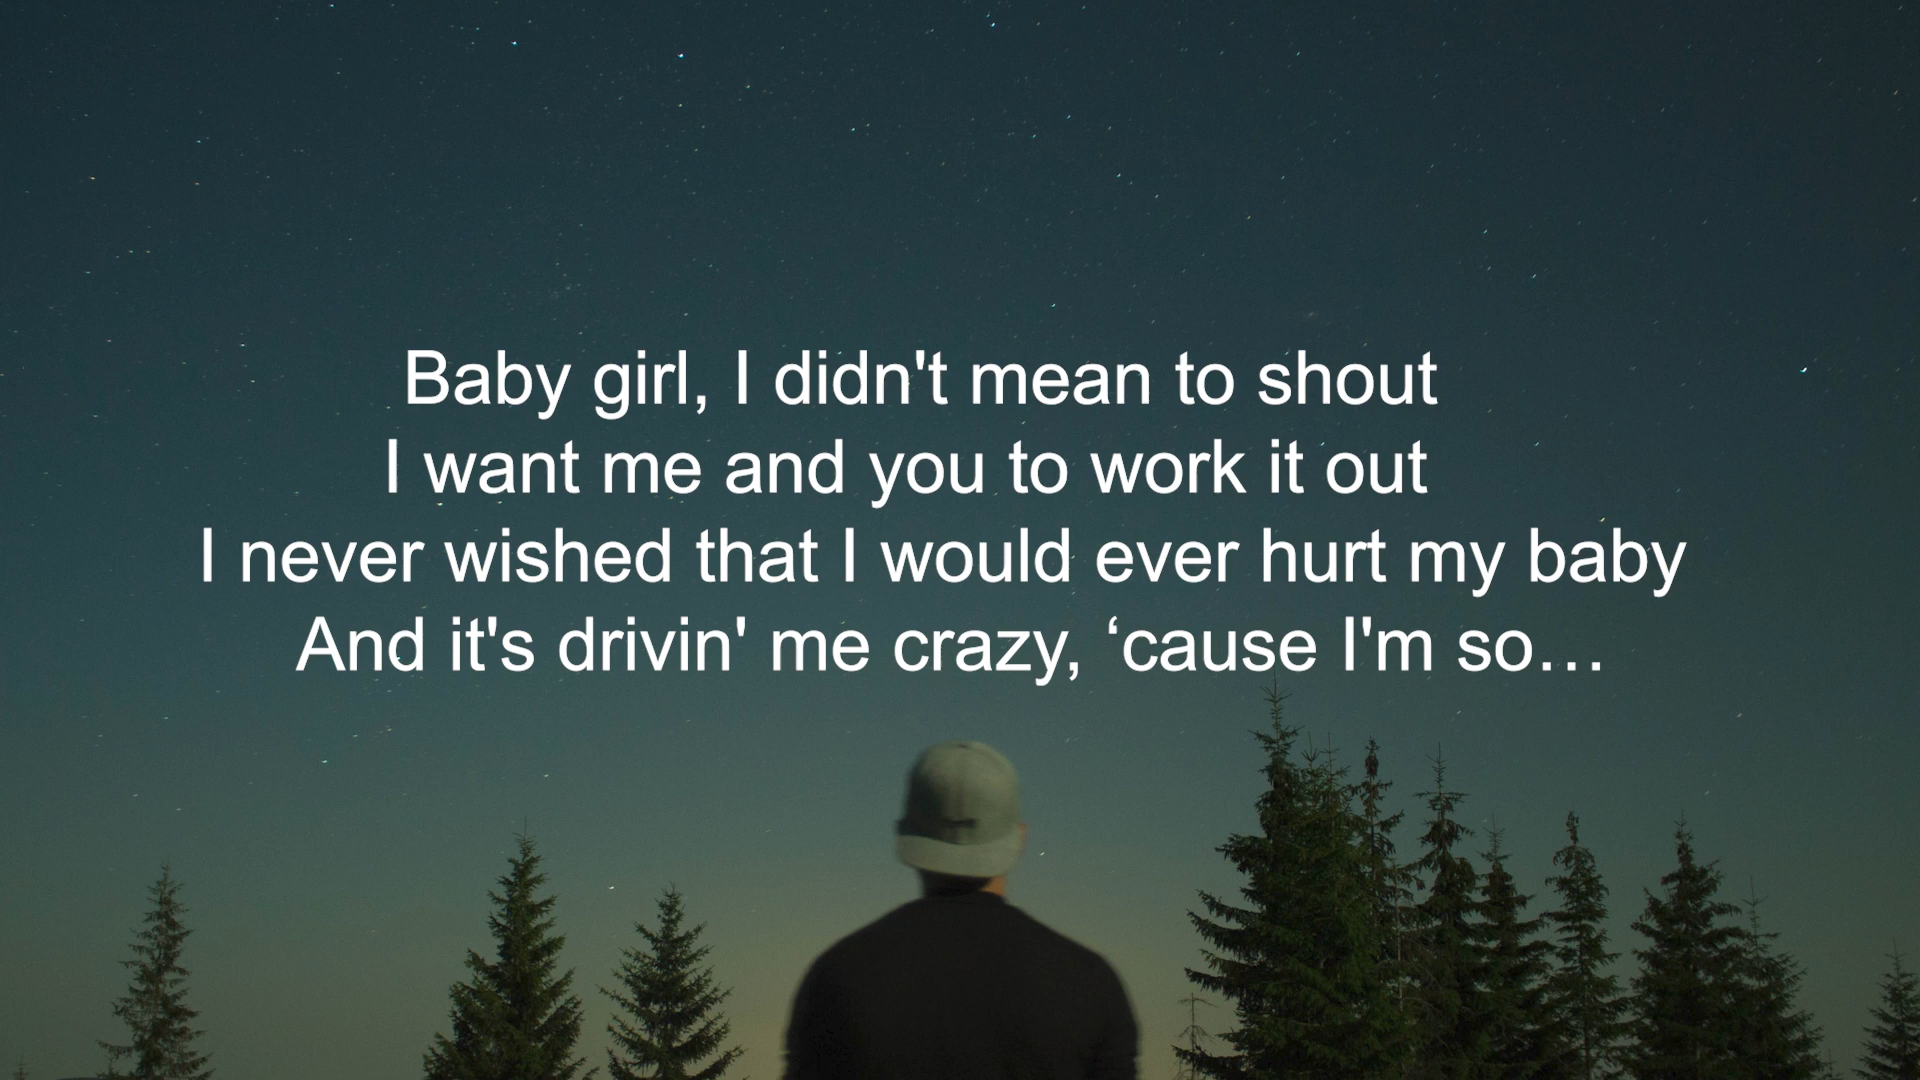 Baby girl, I didn't mean to shout
I want me and you to work it out
I never wished that I would ever hurt my baby
And it's drivin' me crazy, ‘cause I'm so…